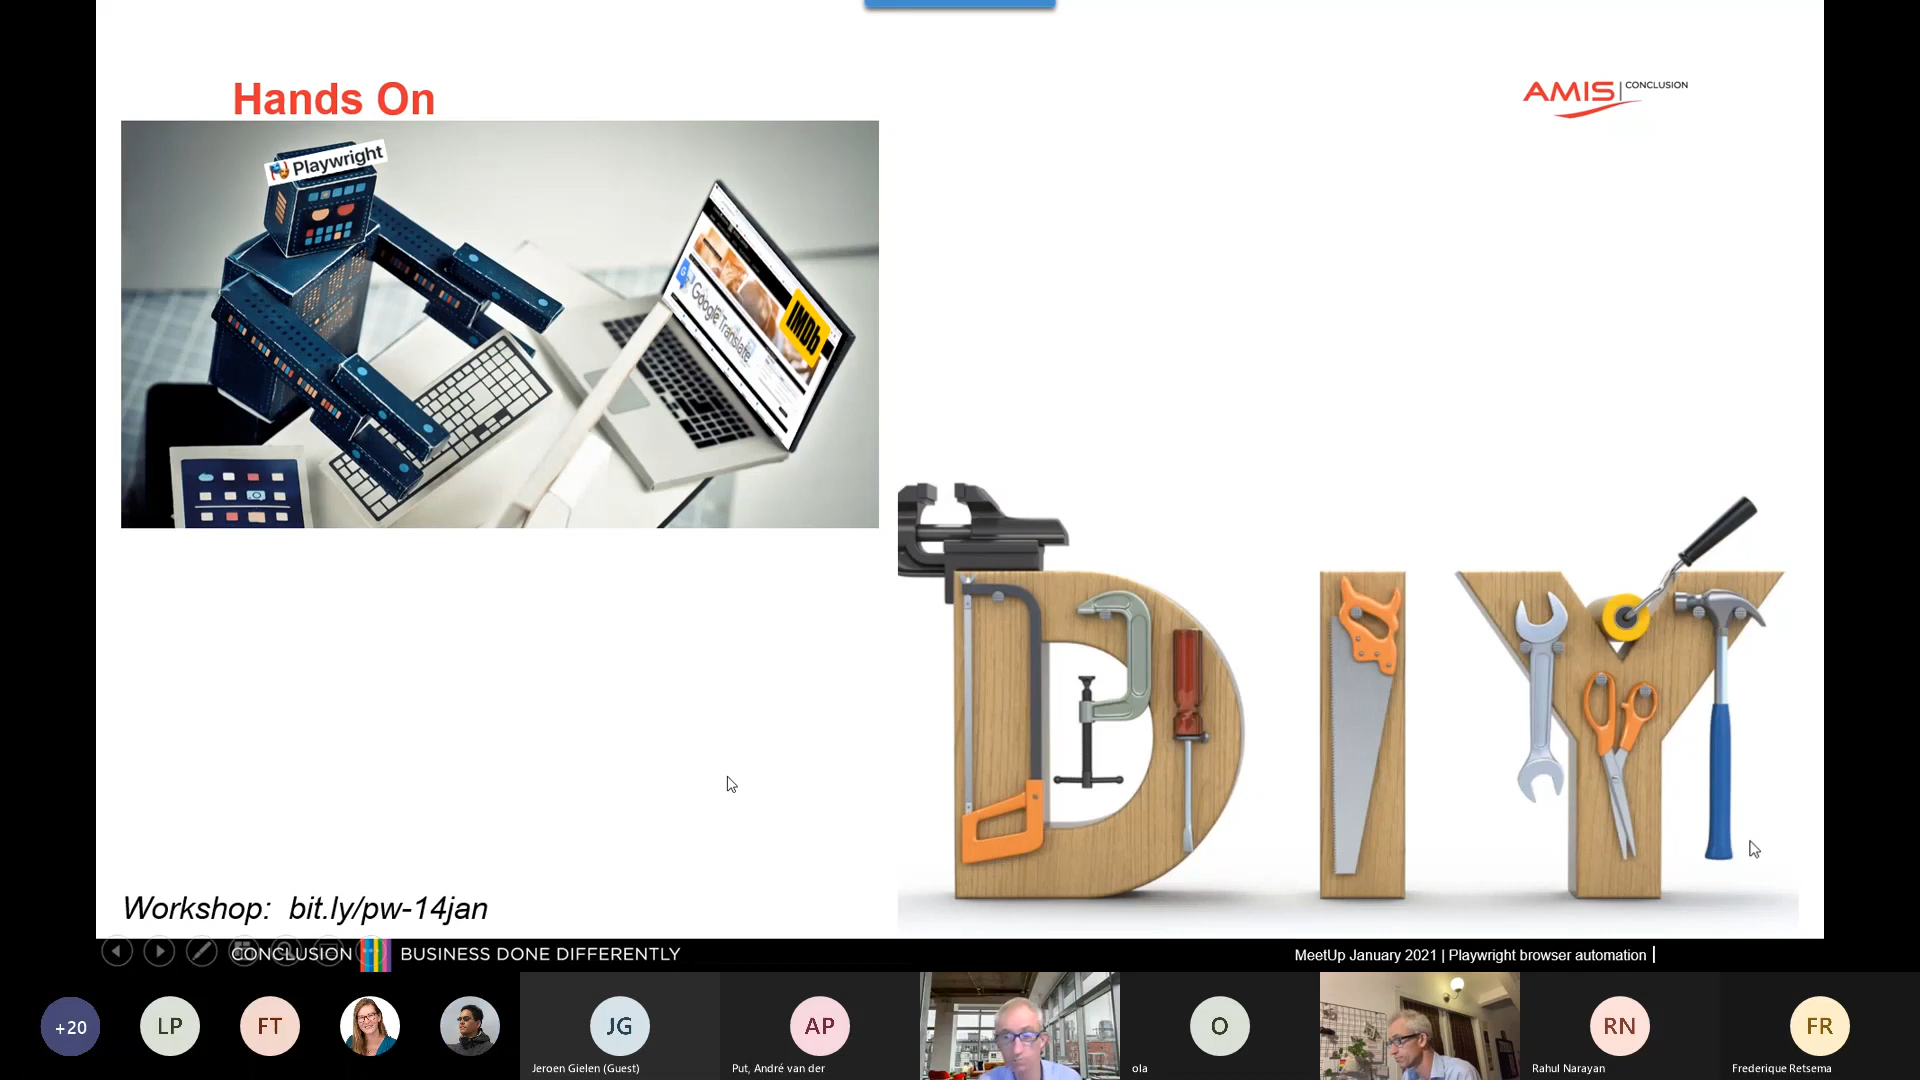 Hands On
AMIS | CONCLUSION
Playwright
Google Translate
IMDb
DIY
Workshop: bit.ly/pw-14jan
CONCLUSION BUSINESS DONE DIFFERENTLY
MeetUp January 2021 | Playwright browser automation |
+20
LP
FT
JG
AP
O
RN
FR
Jeroen Gielen (Guest)
Put, André van der
ola
Rahul Narayan
Frederique Retsema